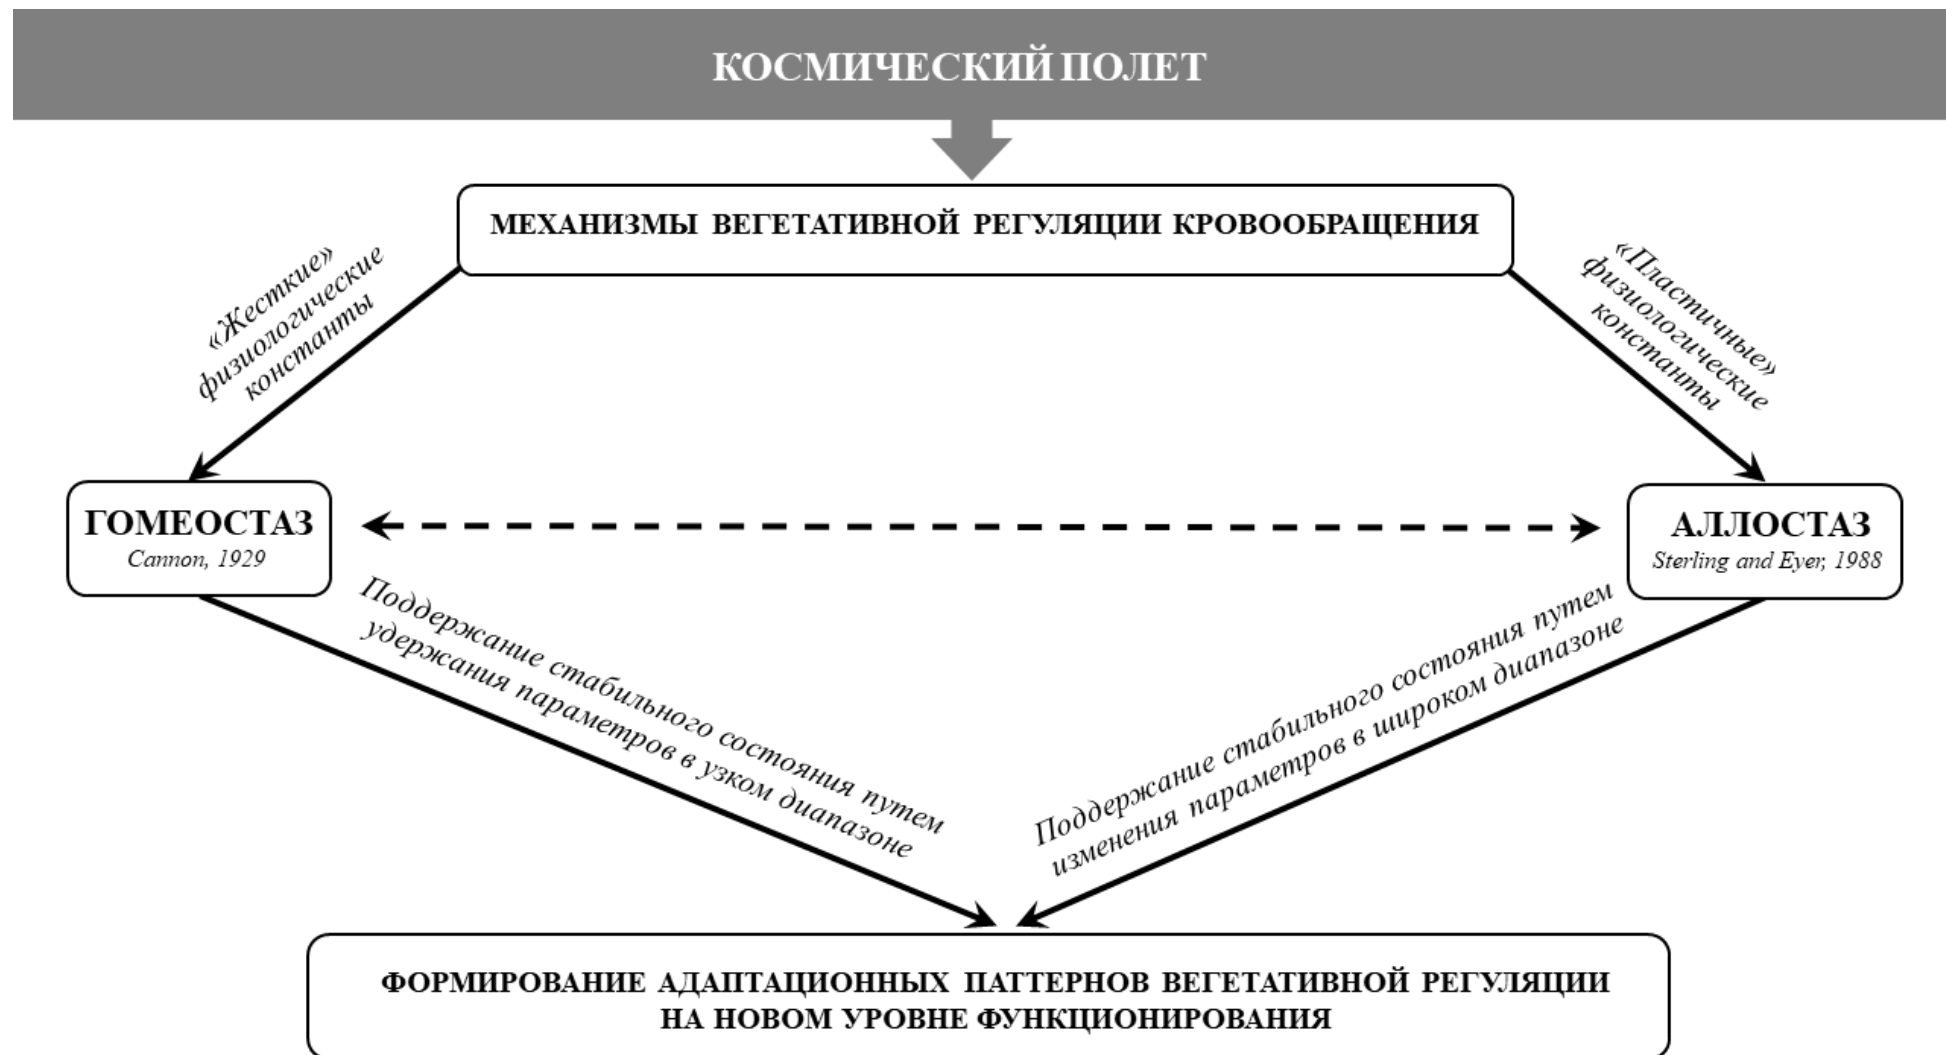 КОСМИЧЕСКИЙ ПОЛЕТ
МЕХАНИЗМЫ ВЕГЕТАТИВНОЙ РЕГУЛЯЦИИ КРОВООБРАЩЕНИЯ
«Жесткие»
физиологические
константы
«Пластичные»
физиологические
константы
ГОМЕОСТАЗ
Cannon, 1929
АЛЛОСТАЗ
Sterling and Eyer, 1988
Поддержание стабильного состояния путем
удержания параметров в узком диапазоне
Поддержание стабильного состояния путем
изменения параметров в широком диапазоне
ФОРМИРОВАНИЕ АДАПТАЦИОННЫХ ПАТТЕРНОВ ВЕГЕТАТИВНОЙ РЕГУЛЯЦИИ
НА НОВОМ УРОВНЕ ФУНКЦИОНИРОВАНИЯ